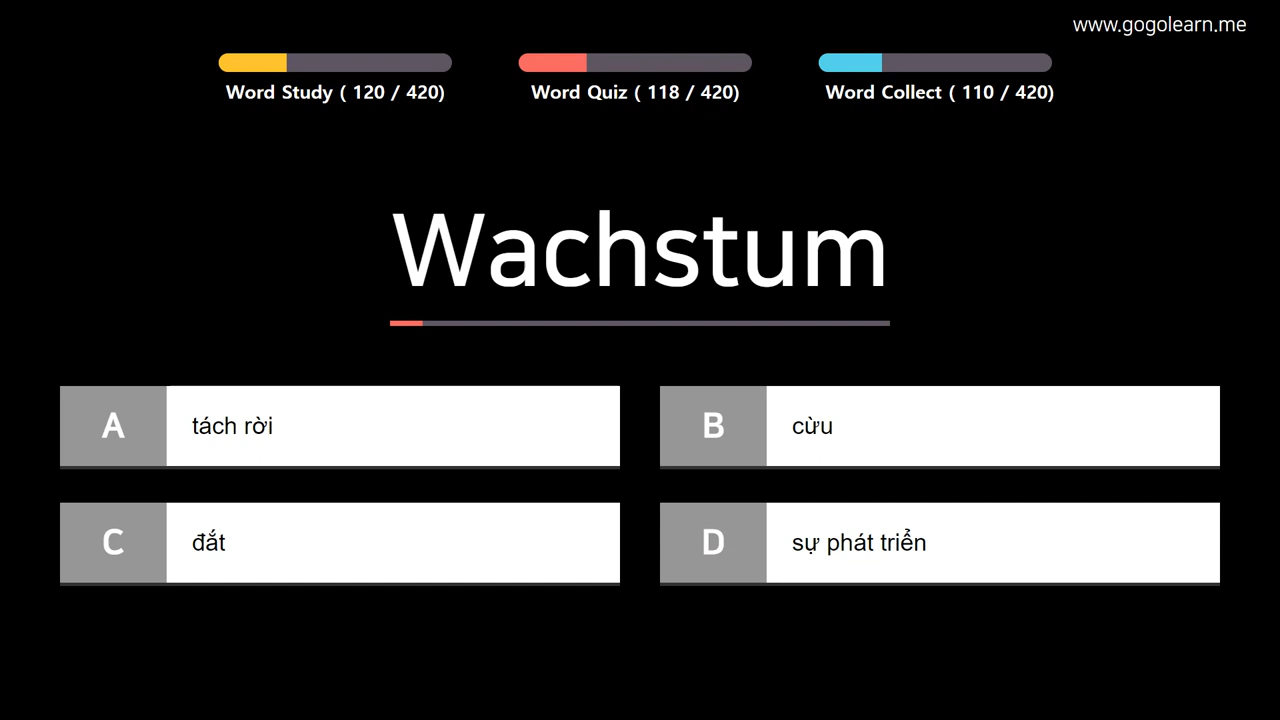 www.gogolearn.me
Word Study ( 120 / 420)
Word Quiz ( 118 / 420)
Word Collect ( 110 / 420)
Wachstum
A
tách rời
B
cừu
C
đắt
D
sự phát triển